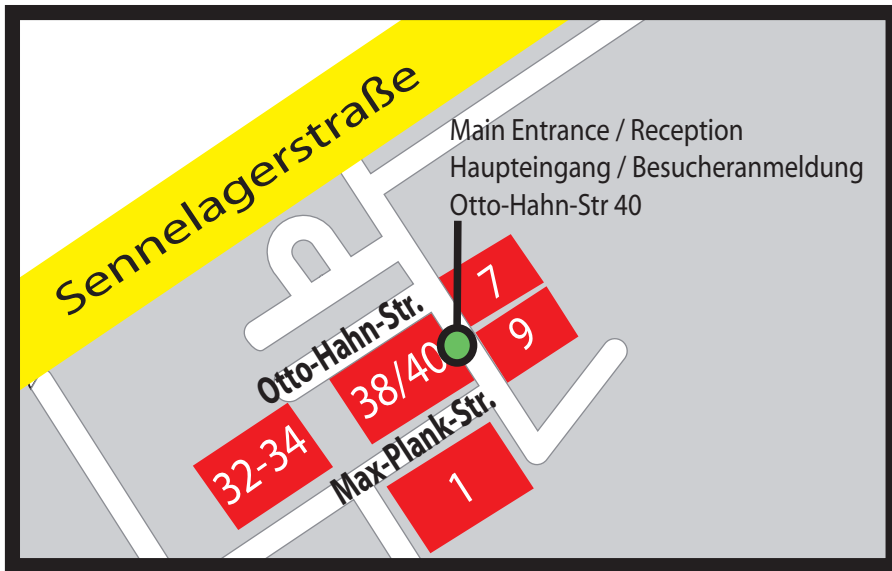 Sennelagerstraße
Main Entrance / Reception
Haupteingang / Besucheranmeldung
Otto-Hahn-Str 40
7
Otto-Hahn-Str.
9
38/40
32-34
Max-Plank-Str.
1